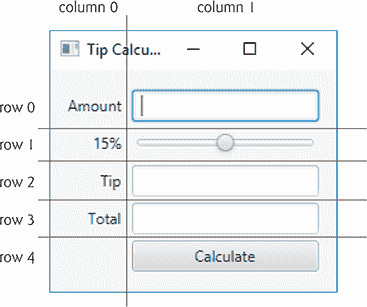 column 0 column 1
Tip Calcu...
row 0 Amount
row 1 15%
row 2 Tip
row 3 Total
row 4 Calculate